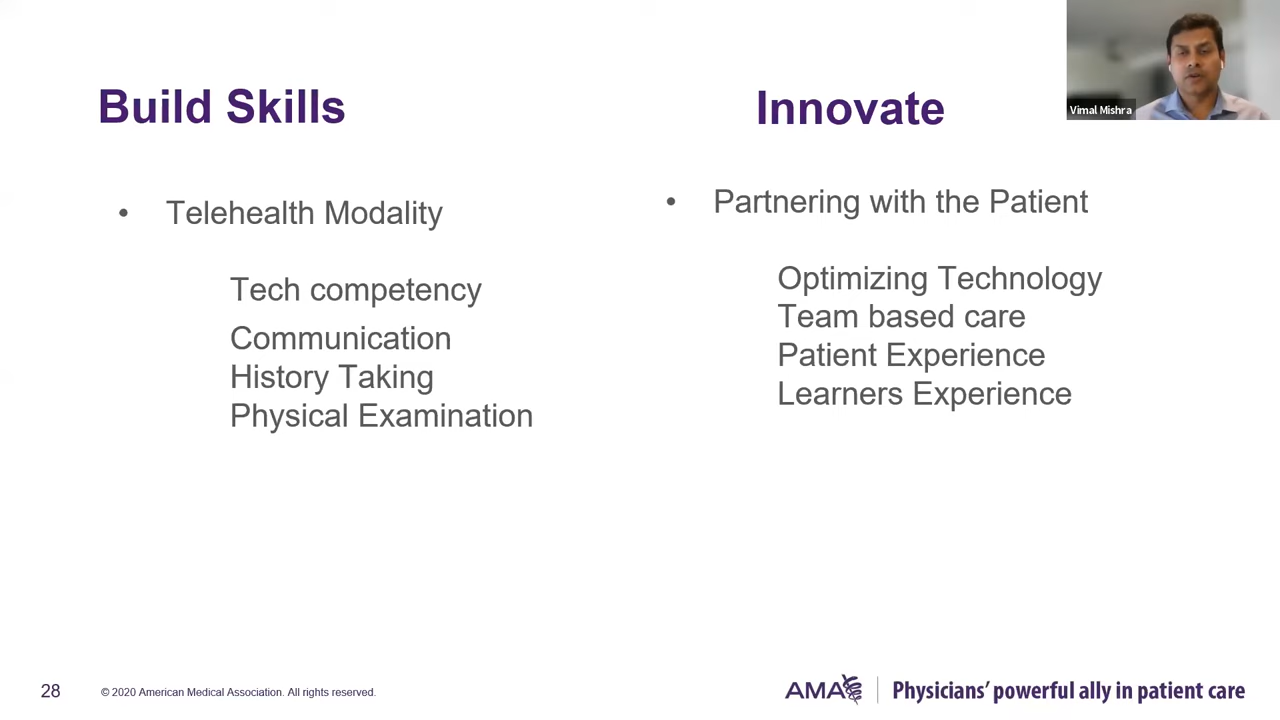 Build Skills
• Telehealth Modality
Tech competency
Communication
History Taking
Physical Examination
Innovate
• Partnering with the Patient
Optimizing Technology
Team based care
Patient Experience
Learners Experience
Vimal Mishra
28
© 2020 American Medical Association. All rights reserved.
AMA
Physicians’ powerful ally in patient care